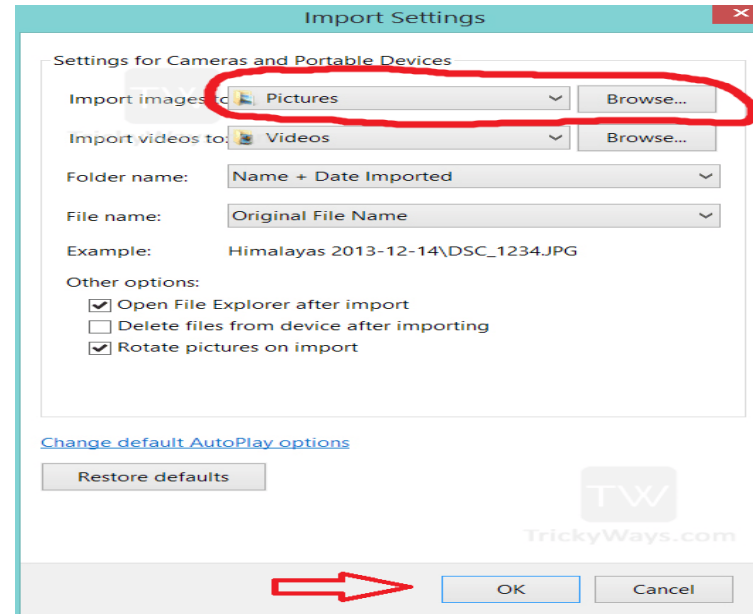 Import Settings
Settings for Cameras and Portable Devices
Import images to Pictures Browse...
Import videos to: Videos Browse...
Folder name: Name + Date Imported
File name: Original File Name
Example: Himalayas 2013-12-14\DSC_1234.JPG
Other options:
Open File Explorer after import
Delete files from device after importing
Rotate pictures on import
Change default AutoPlay options
Restore defaults
TW
TrickyWays.com
OK Cancel